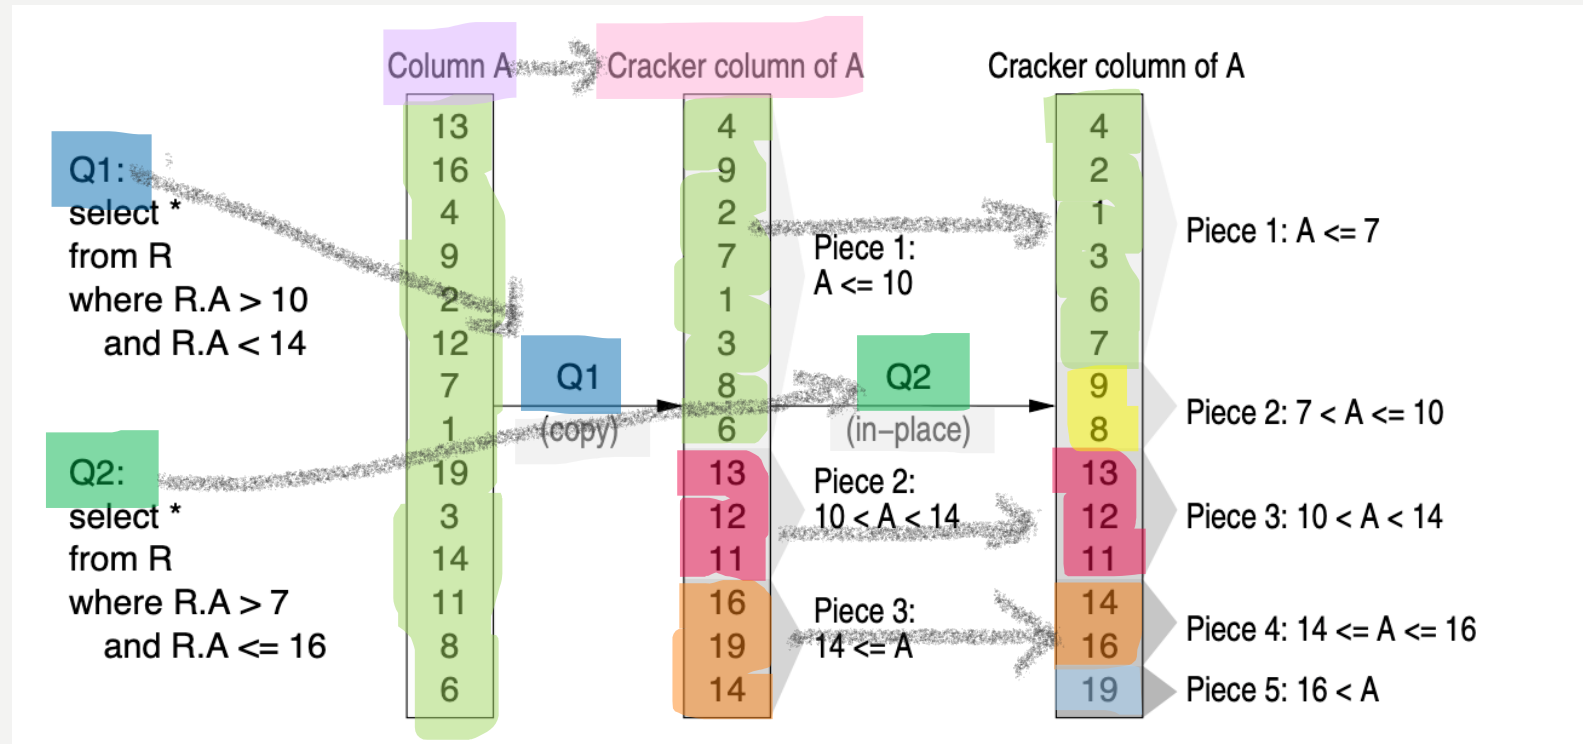 Column A
Cracker column of A
Cracker column of A
Q1:
select *
from R
where R.A > 10
and R.A < 14
Q2:
select *
from R
where R.A > 7
and R.A <= 16
13
16
4
9
2
12
7
1
19
3
14
11
8
6
Q1
(copy)
4
9
2
7
1
3
8
6
13
12
11
16
19
14
Piece 1:
A <= 10
Piece 2:
10 < A < 14
Piece 3:
14 <= A
Q2
(in-place)
4
2
1
3
6
7
9
8
13
12
11
14
16
19
Piece 1: A <= 7
Piece 2: 7 < A <= 10
Piece 3: 10 < A < 14
Piece 4: 14 <= A <= 16
Piece 5: 16 < A